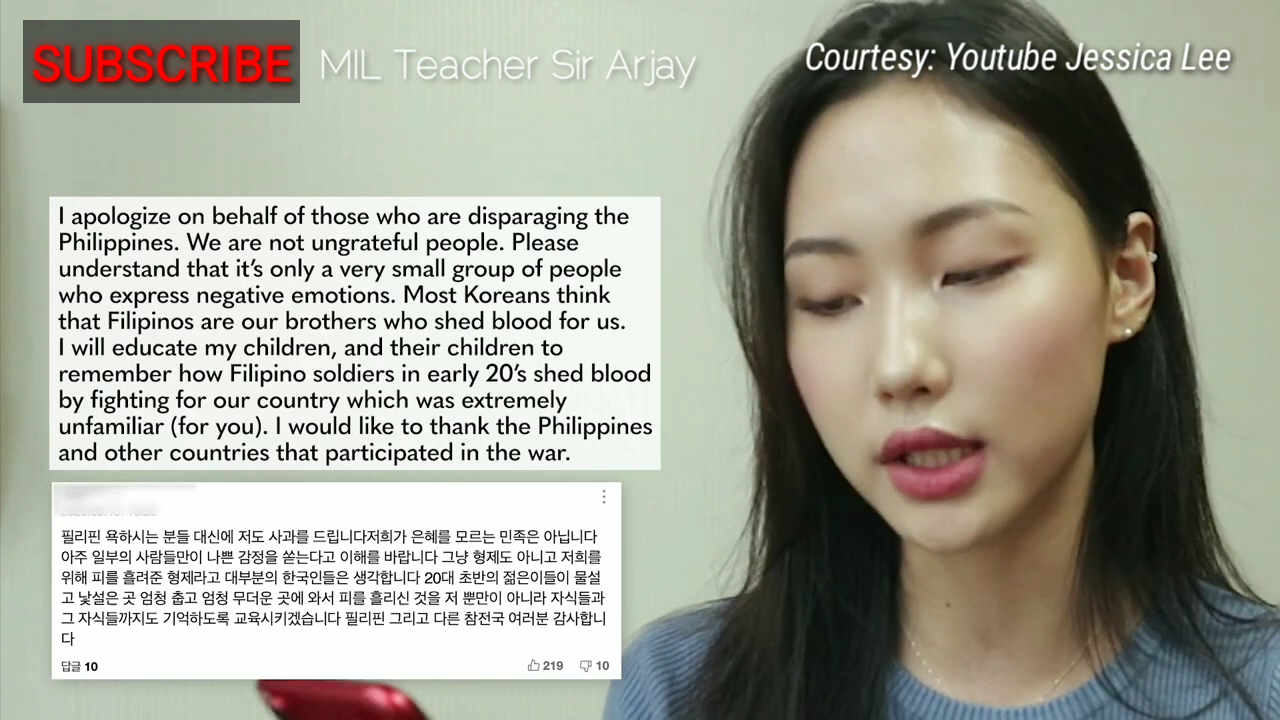 SUBSCRIBE
MIL Teacher Sir Arjay
Courtesy: Youtube Jessica Lee
I apologize on behalf of those who are disparaging the
Philippines. We are not ungrateful people. Please
understand that it's only a very small group of people
who express negative emotions. Most Koreans think
that Filipinos are our brothers who shed blood for us.
I will educate my children, and their children to
remember how Filipino soldiers in early 20's shed blood
by fighting for our country which was extremely
unfamiliar (for you). I would like to thank the Philippines
and other countries that participated in the war.
필리핀 욕하시는 분들 대신에 저도 사과를 드립니다저희가 은혜를 모르는 민족은 아닙니다
아주 일부의 사람들만이 나쁜 감정을 쏟는다고 이해를 바랍니다 그냥 형제도 아니고 저희를
위해 피를 흘려준 형제라고 대부분의 한국인들은 생각합니다 20대 초반의 젊은이들이 물설
고 낯설은 곳 엄청 춥고 엄청 무더운 곳에 와서 피를 흘리신 것을 저 뿐만이 아니라 자식들과
그 자식들까지도 기억하도록 교육시키겠습니다 필리핀 그리고 다른 참전국 여러분 감사합니
다
답글 10
219
10